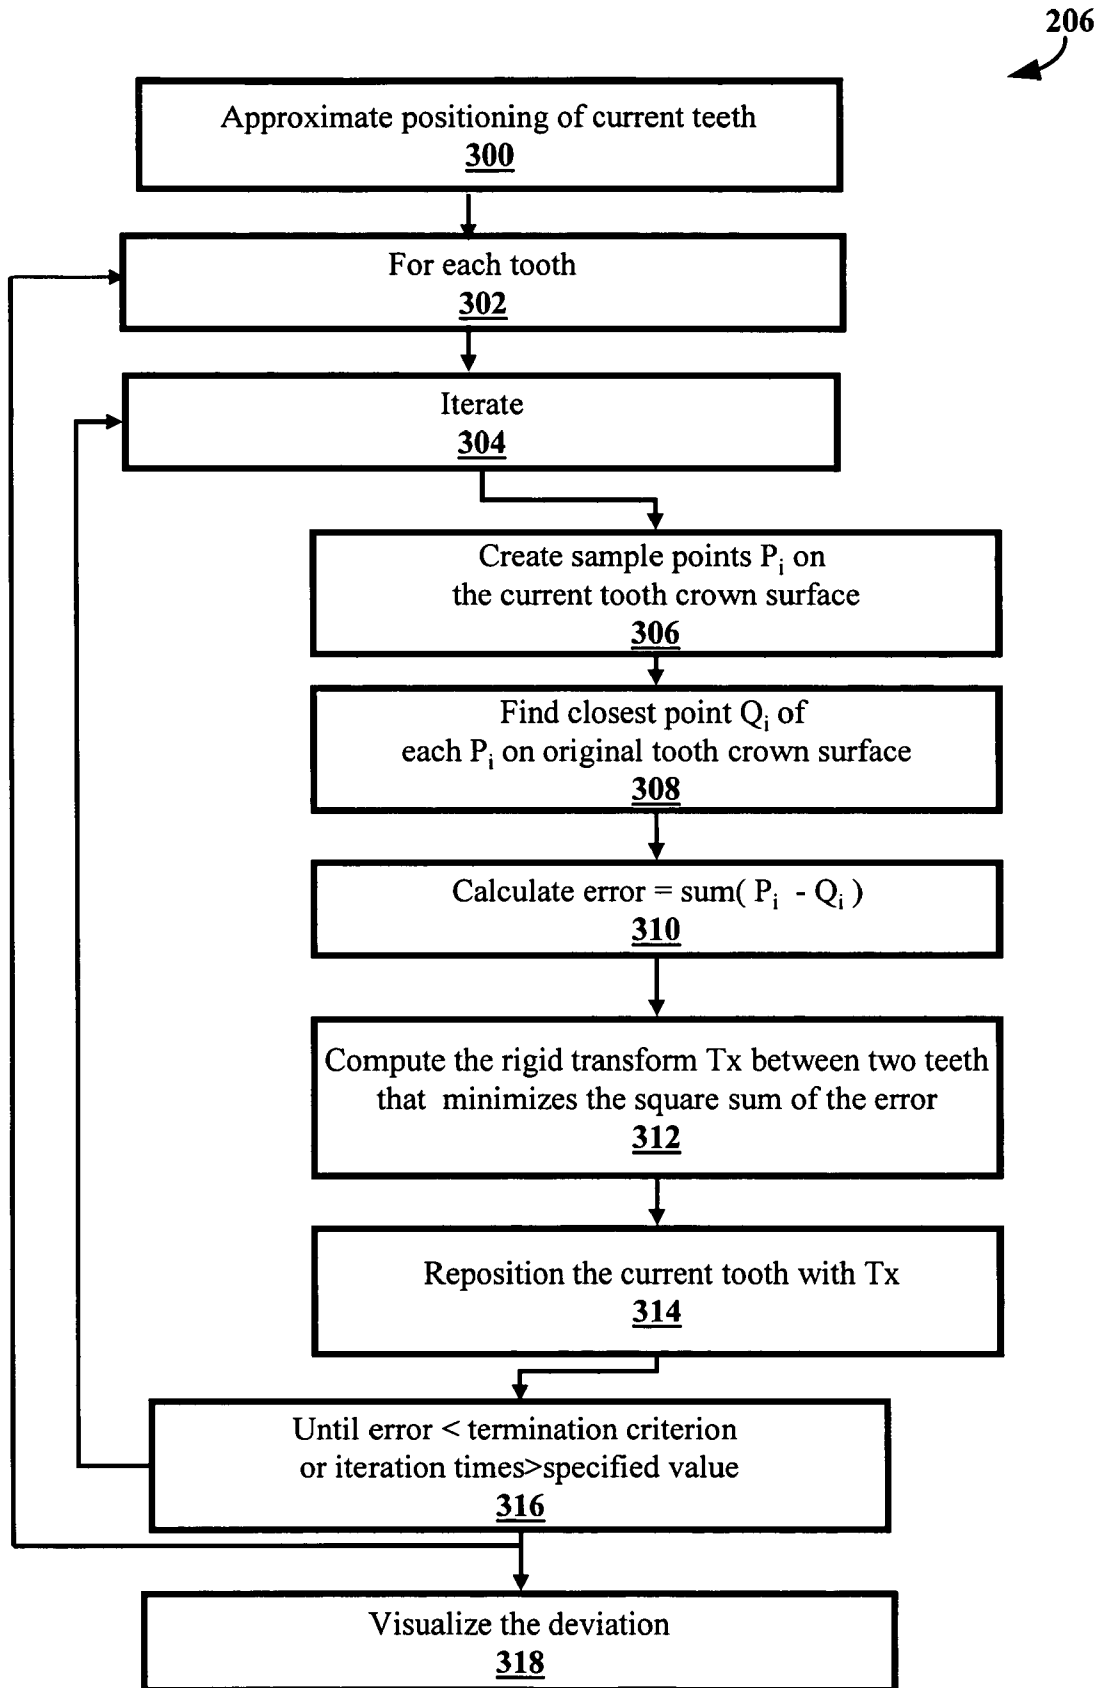 206
Approximate positioning of current teeth
300
For each tooth
302
Iterate
304
Create sample points Pi on
the current tooth crown surface
306
Find closest point Qi of
each Pi on original tooth crown surface
308
Calculate error = sum( Pi - Qi )
310
Compute the rigid transform Tx between two teeth
that minimizes the square sum of the error
312
Reposition the current tooth with Tx
314
Until error < termination criterion
or iteration times>specified value
316
Visualize the deviation
318